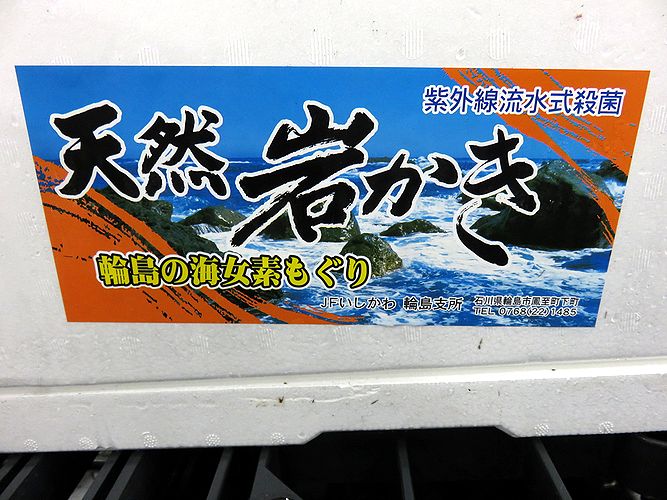 紫外線流水式殺菌
天然岩かき
輪島の海女素もぐり
JFいしかわ 輪島支所
石川県輪島市鳳至町下町
TEL 0768(22)1485